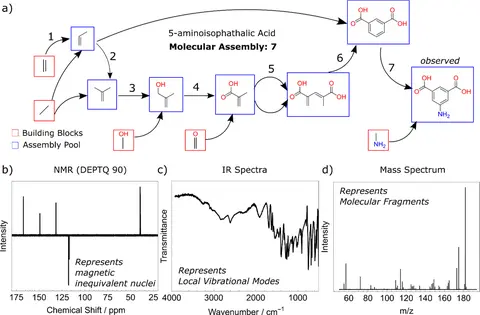 a)
5-aminoisophathalic Acid
Molecular Assembly: 7
1
2
3
4
5
6
7
observed
OH
OH
O
OH
O
OH
O
OH
O
O
OH
OH
O
O
OH
OH
O
O
NH₂
OH
O
NH₂
Building Blocks
Assembly Pool
b)
NMR (DEPTQ 90)
Intensity
Represents
magnetic
inequivalent nuclei
175 150 125 100 75 50 25
Chemical Shift / ppm
c)
IR Spectra
Transmittance
Represents
Local Vibrational Modes
4000 3000 2000 1000
Wavenumber / cm⁻¹
d)
Mass Spectrum
Intensity
Represents
Molecular Fragments
60 80 100 120 140 160 180
m/z